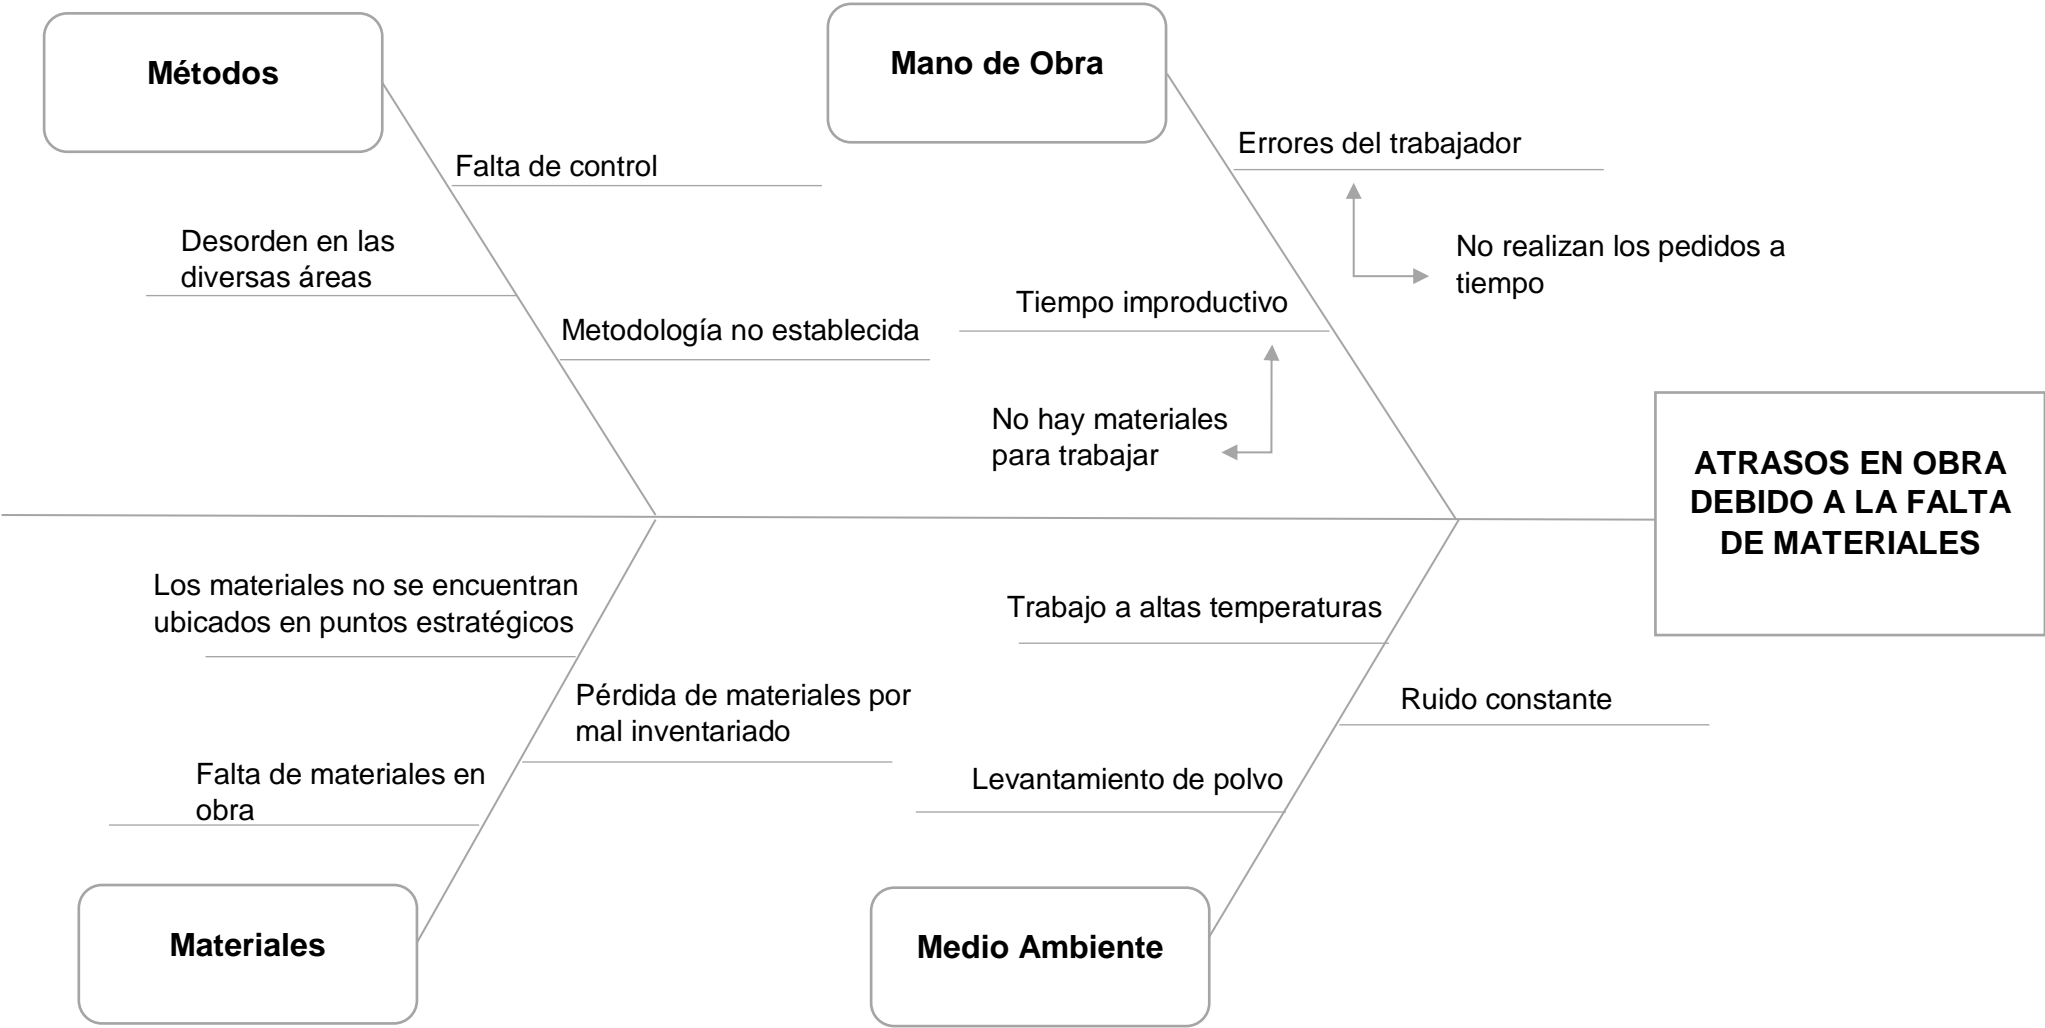 Métodos
Mano de Obra
Falta de control
Errores del trabajador
Desorden en las
diversas áreas
No realizan los pedidos a
tiempo
Metodología no establecida
Tiempo improductivo
No hay materiales
para trabajar
ATRASOS EN OBRA
DEBIDO A LA FALTA
DE MATERIALES
Los materiales no se encuentran
ubicados en puntos estratégicos
Trabajo a altas temperaturas
Pérdida de materiales por
mal inventariado
Ruido constante
Falta de materiales en
obra
Levantamiento de polvo
Materiales
Medio Ambiente